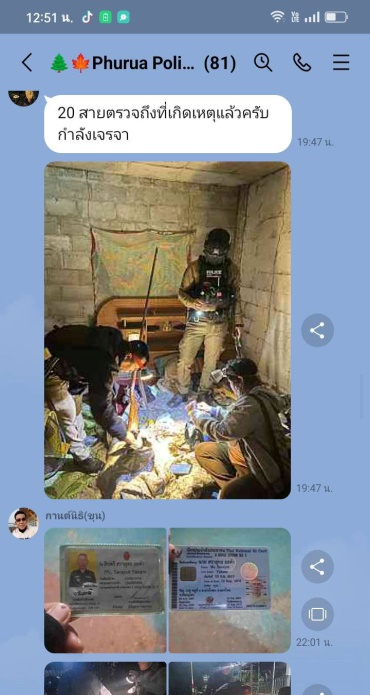 12:51 น.
Phurua Poli... (81)
20 สายตรวจถึงที่เกิดเหตุแล้วครับ
กำลังเจรจา
19:47 น.
POLICE
19:47 น.
กานต์นิธิ(ขุน)
22:01 น.